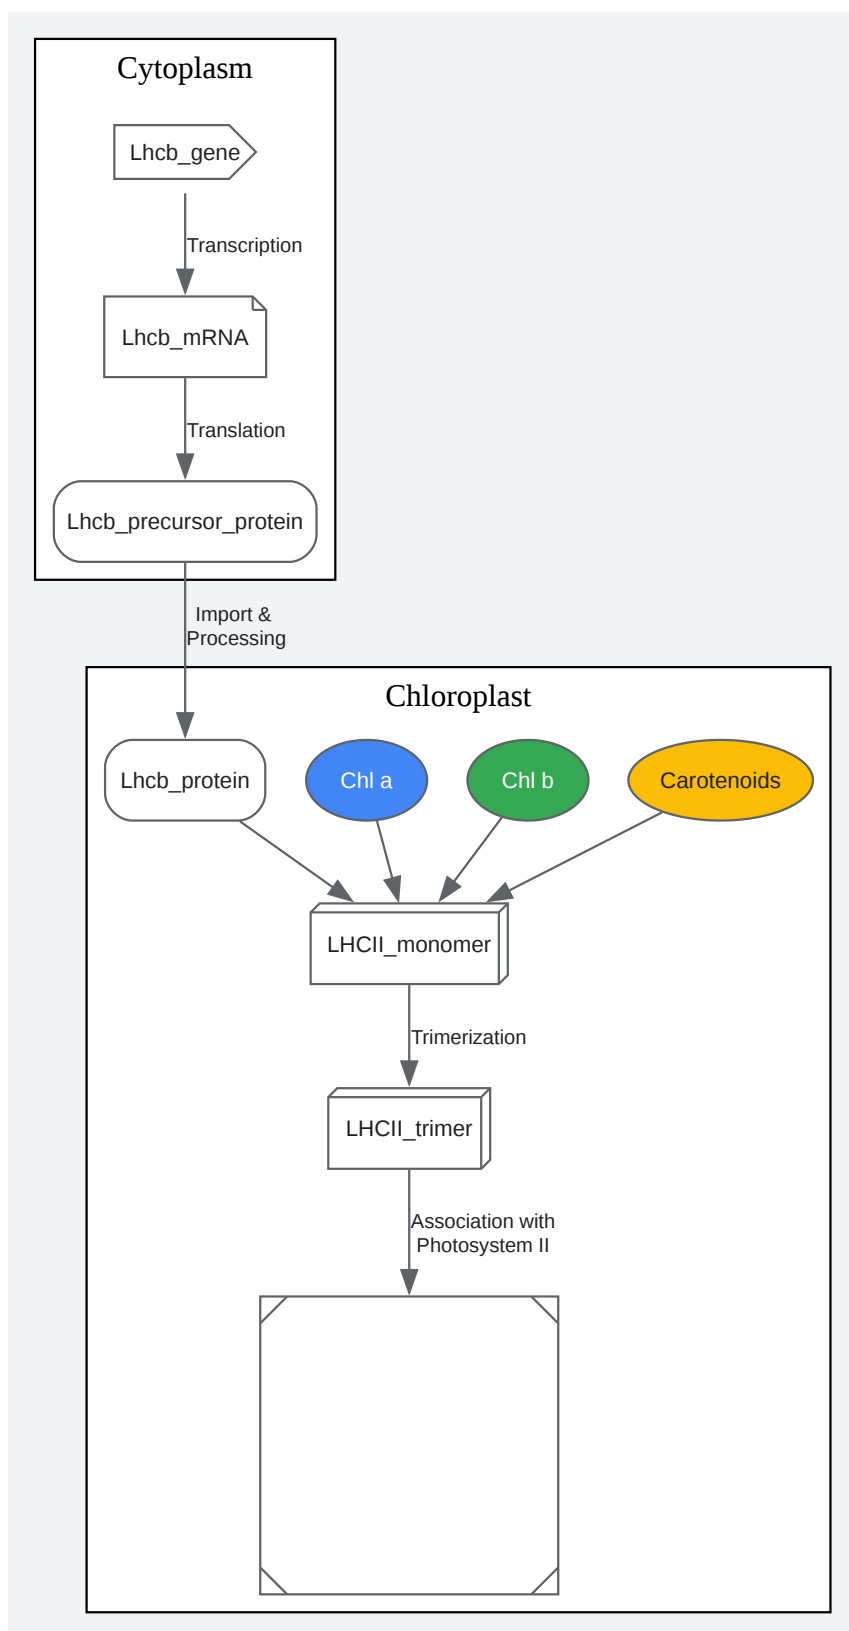 Cytoplasm
Lhcb_gene
Transcription
Lhcb_mRNA
Translation
Lhcb_precursor_protein
Import &
Processing
Chloroplast
Lhcb_protein
Chl a
Chl b
Carotenoids
LHCII_monomer
Trimerization
LHCII_trimer
Association with
Photosystem II